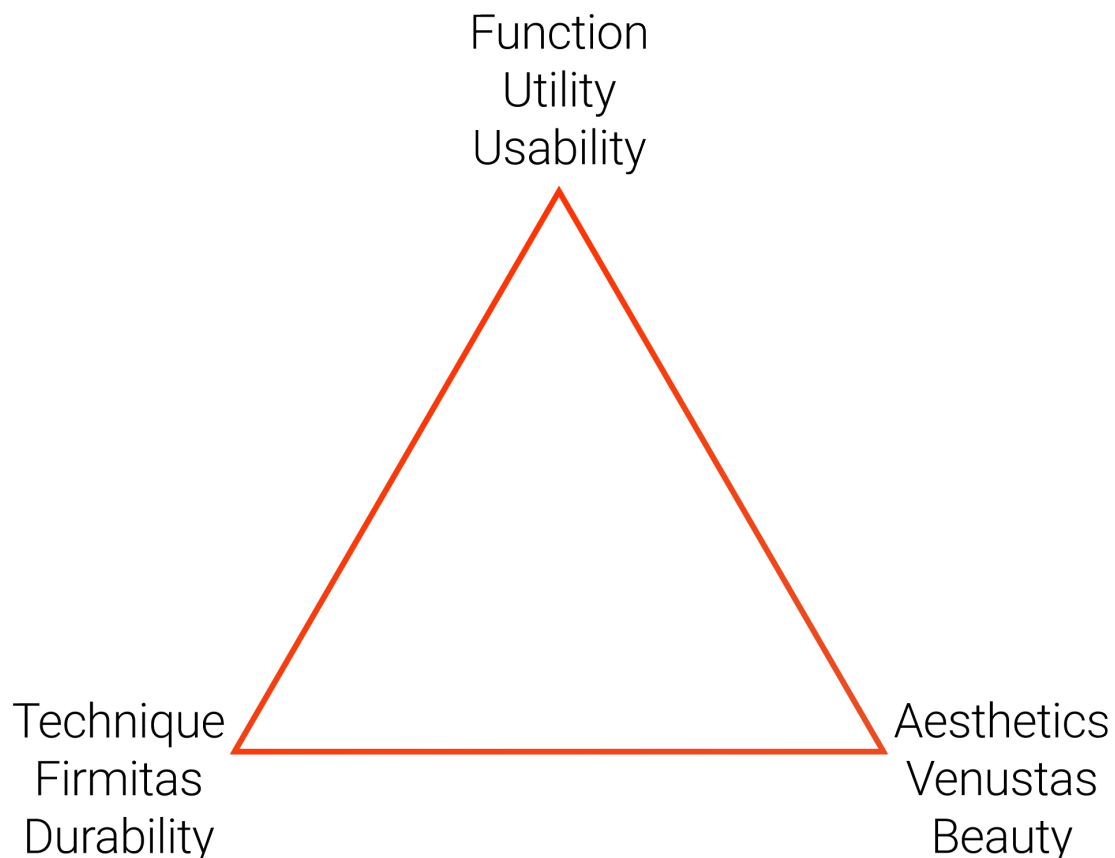 Function
Utility
Usability
Technique
Firmitas
Durability
Aesthetics
Venustas
Beauty